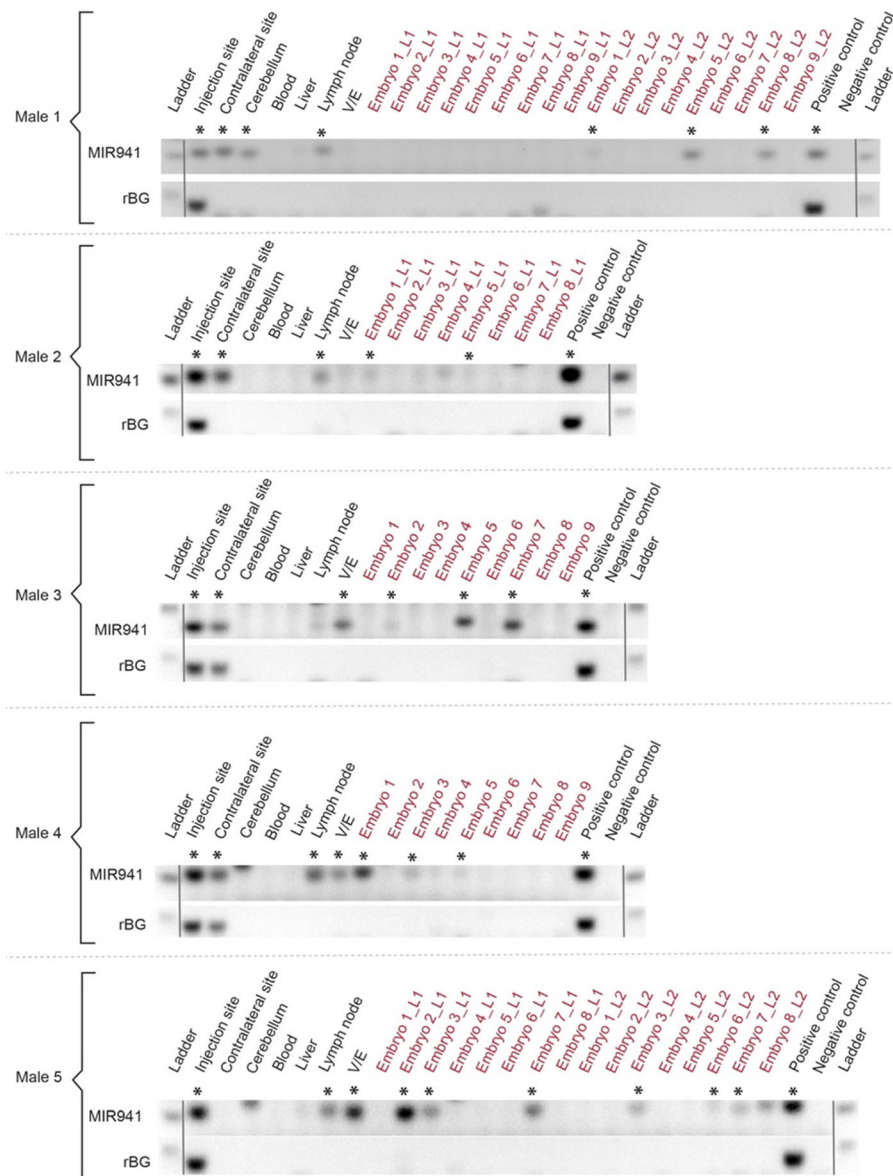 Male 1
Ladder
Injection site
Contralateral site
Cerebellum
Blood
Liver
Lymph node
V/E
Embryo 1_L1
Embryo 2_L1
Embryo 3_L1
Embryo 4_L1
Embryo 5_L1
Embryo 6_L1
Embryo 7_L1
Embryo 8_L1
Embryo 9_L1
Embryo 1_L2
Embryo 2_L2
Embryo 3_L2
Embryo 4_L2
Embryo 5_L2
Embryo 6_L2
Embryo 7_L2
Embryo 8_L2
Embryo 9_L2
Positive control
Negative control
Ladder
* * * * * * * *
MIR941
rBG
Male 2
Ladder
Injection site
Contralateral site
Cerebellum
Blood
Liver
Lymph node
V/E
Embryo 1_L1
Embryo 2_L1
Embryo 3_L1
Embryo 4_L1
Embryo 5_L1
Embryo 6_L1
Embryo 7_L1
Embryo 8_L1
Positive control
Negative control
Ladder
* * * * * *
MIR941
rBG
Male 3
Ladder
Injection site
Contralateral site
Cerebellum
Blood
Liver
Lymph node
V/E
Embryo 1
Embryo 2
Embryo 3
Embryo 4
Embryo 5
Embryo 6
Embryo 7
Embryo 8
Embryo 9
Positive control
Negative control
Ladder
* * * * * * *
MIR941
rBG
Male 4
Ladder
Injection site
Contralateral site
Cerebellum
Blood
Liver
Lymph node
V/E
Embryo 1
Embryo 2
Embryo 3
Embryo 4
Embryo 5
Embryo 6
Embryo 7
Embryo 8
Embryo 9
Positive control
Negative control
Ladder
* * * * * * * *
MIR941
rBG
Male 5
Ladder
Injection site
Contralateral site
Cerebellum
Blood
Liver
Lymph node
V/E
Embryo 1_L1
Embryo 2_L1
Embryo 3_L1
Embryo 4_L1
Embryo 5_L1
Embryo 6_L1
Embryo 7_L1
Embryo 8_L1
Embryo 1_L2
Embryo 2_L2
Embryo 3_L2
Embryo 4_L2
Embryo 5_L2
Embryo 6_L2
Embryo 7_L2
Embryo 8_L2
Positive control
Negative control
Ladder
* * * * * * * * * *
MIR941
rBG